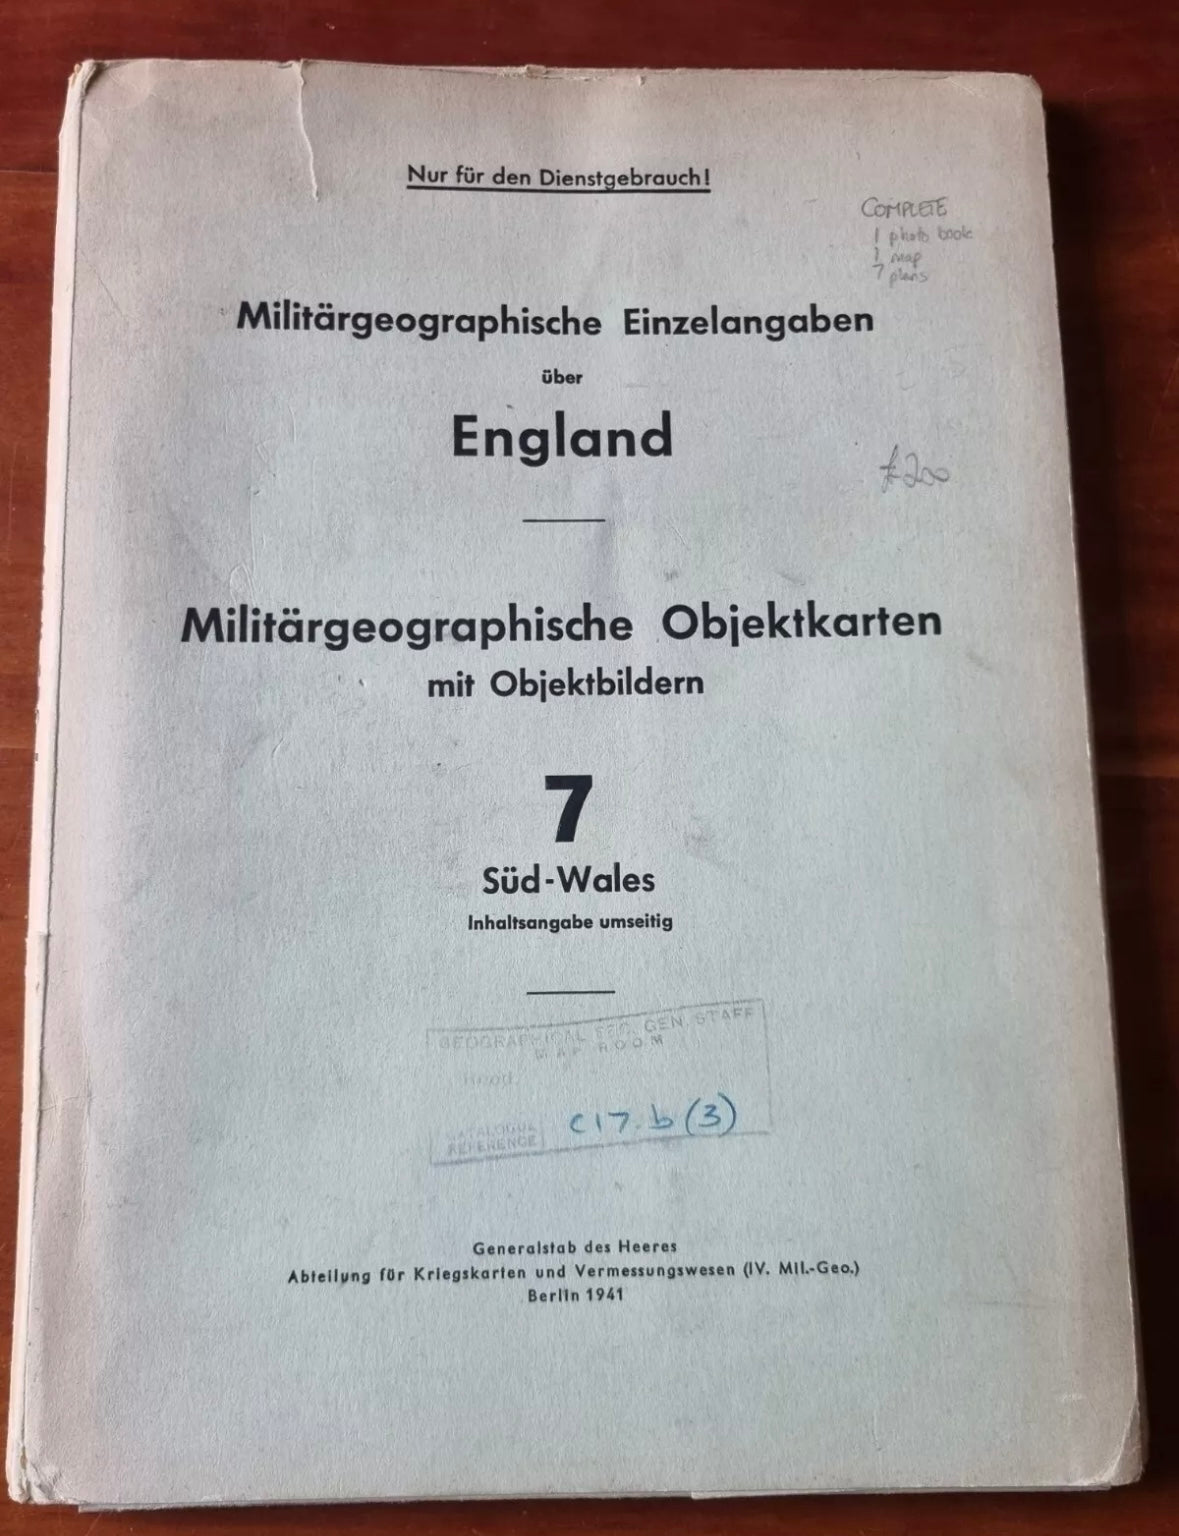 Nur für den Dienstgebrauch!
COMPLETE
1 photo book
1 map
7 plans
Militärgeographische Einzelangaben
über
England
£200
Militärgeographische Objektkarten
mit Objektbildern
7
Süd-Wales
Inhaltsangabe umseitig
GEOGRAPHICAL SEC. GEN. STAFF
MAP ROOM
CATALOGUE
REFERENCE
C17.b(3)
Generalstab des Heeres
Abteilung für Kriegskarten und Vermessungswesen (IV. Mil.-Geo.)
Berlin 1941